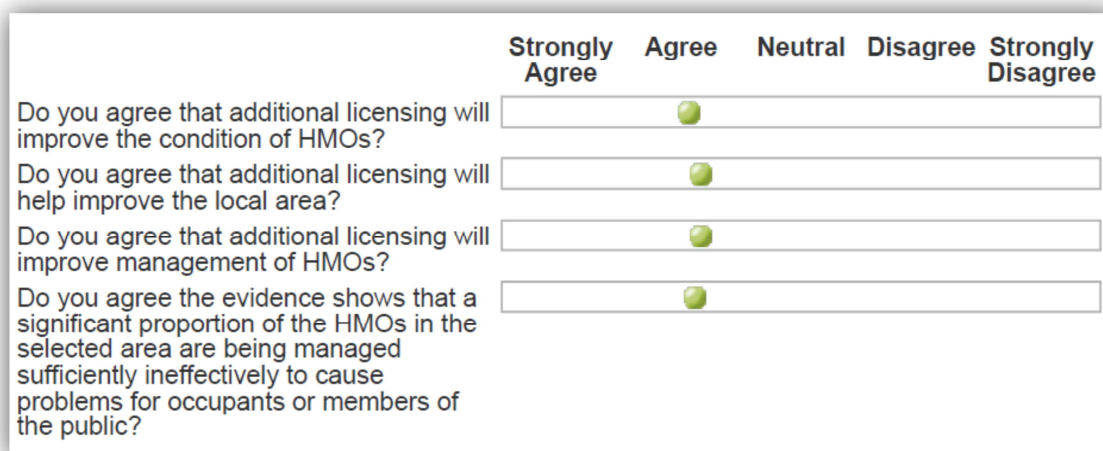 Strongly Agree Neutral Disagree Strongly
Agree Disagree
Do you agree that additional licensing will
improve the condition of HMOs?
Do you agree that additional licensing will
help improve the local area?
Do you agree that additional licensing will
improve management of HMOs?
Do you agree the evidence shows that a
significant proportion of the HMOs in the
selected area are being managed
sufficiently ineffectively to cause
problems for occupants or members of
the public?